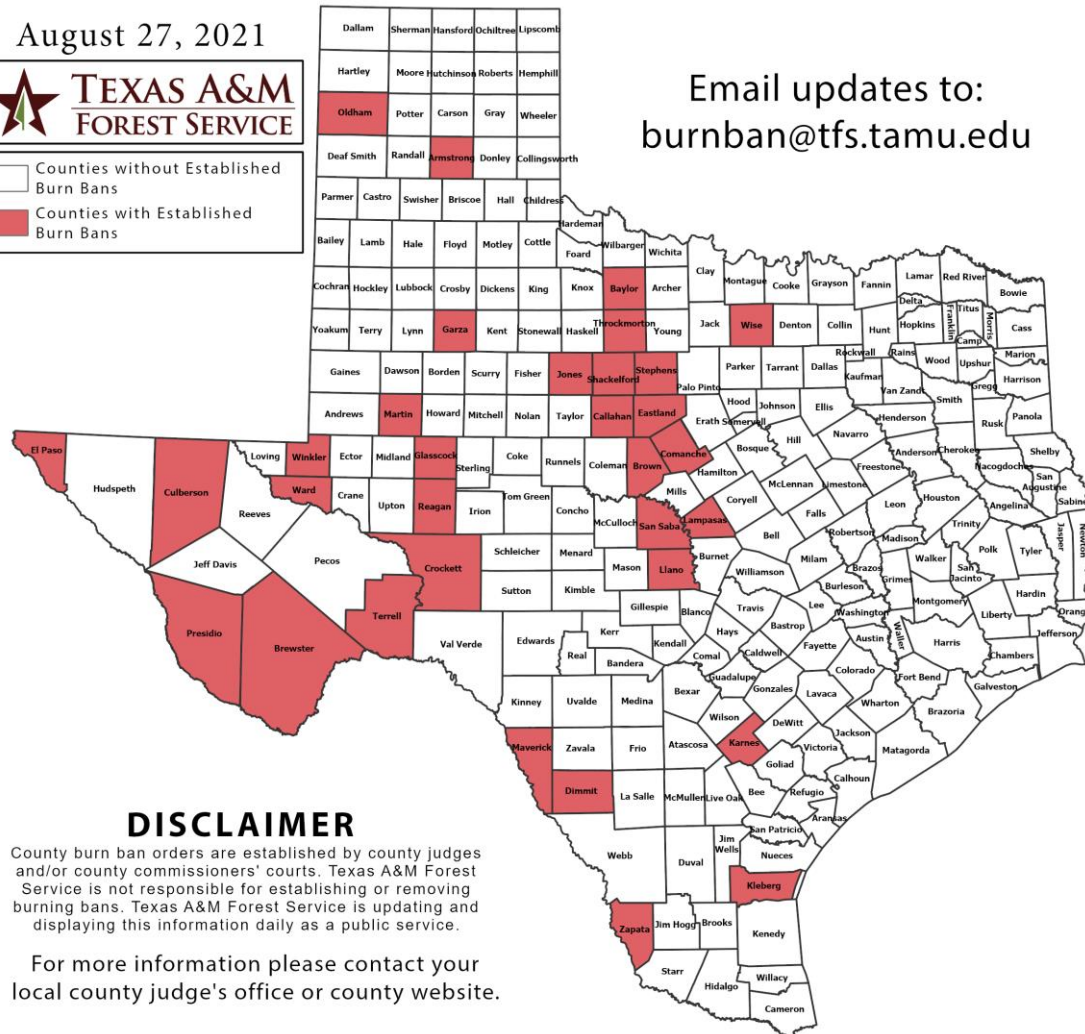 August 27, 2021
TEXAS A&M
FOREST SERVICE
Counties without Established
Burn Bans
Counties with Established
Burn Bans
Email updates to:
burnban@tfs.tamu.edu
Dallam Sherman Hansford Ochiltree Lipscomb
Hartley Moore Hutchinson Roberts Hemphill
Oldham Potter Carson Gray Wheeler
Deaf Smith Randall Armstrong Donley Collingsworth
Parmer Castro Swisher Briscoe Hall Childress
Hardeman
Bailey Lamb Hale Floyd Motley Cottle Foard Wilbarger Wichita
Clay Montague Cooke Grayson Fannin Lamar Red River Bowie
Cochran Hockley Lubbock Crosby Dickens King Knox Baylor Archer
Delta Franklin Titus Morris Cass
Yoakum Terry Lynn Garza Kent Stonewall Haskell Throckmorton Young Jack Wise Denton Collin Hunt Hopkins Camp
Rockwall Rains Wood Upshur Marion
Gaines Dawson Borden Scurry Fisher Jones Shackelford Stephens Palo Pinto Parker Tarrant Dallas Kaufman Van Zandt Gregg Harrison
Hood Johnson Ellis Smith
Andrews Martin Howard Mitchell Nolan Taylor Callahan Eastland Erath Somervell Henderson Rusk Panola
El Paso Hudspeth Culberson Loving Winkler Ector Midland Glasscock Sterling Coke Runnels Coleman Brown Comanche Hamilton Bosque Hill Navarro Anderson Cherokee Shelby
Freestone Nacogdoches San Augustine Sabine
Ward Crane Upton Reagan Irion Tom Green Concho Mills Coryell McLennan Limestone Leon Houston Angelina
Reeves McCulloch San Saba Lampasas Bell Falls Robertson Madison Trinity Polk Tyler Jasper Newton
Jeff Davis Pecos Crockett Schleicher Menard Mason Llano Burnet Williamson Milam Brazos Grimes Walker San Jacinto Hardin
Terrell Sutton Kimble Gillespie Blanco Travis Lee Burleson Washington Montgomery Liberty Orange
Presidio Brewster Val Verde Edwards Kerr Real Kendall Bandera Hays Bastrop Fayette Austin Waller Harris Chambers Jefferson
Comal Caldwell Guadalupe Colorado Fort Bend Galveston
Kinney Uvalde Medina Bexar Gonzales Lavaca Wharton Brazoria
Wilson DeWitt Jackson Matagorda
Maverick Zavala Frio Atascosa Karnes Victoria
Goliad Calhoun
Dimmit La Salle McMullen Live Oak Bee Refugio Aransas
San Patricio
Webb Duval Jim Wells Nueces
Kleberg
Zapata Jim Hogg Brooks Kenedy
Starr Hidalgo Willacy
Cameron
DISCLAIMER
County burn ban orders are established by county judges
and/or county commissioners' courts. Texas A&M Forest
Service is not responsible for establishing or removing
burning bans. Texas A&M Forest Service is updating and
displaying this information daily as a public service.
For more information please contact your
local county judge's office or county website.